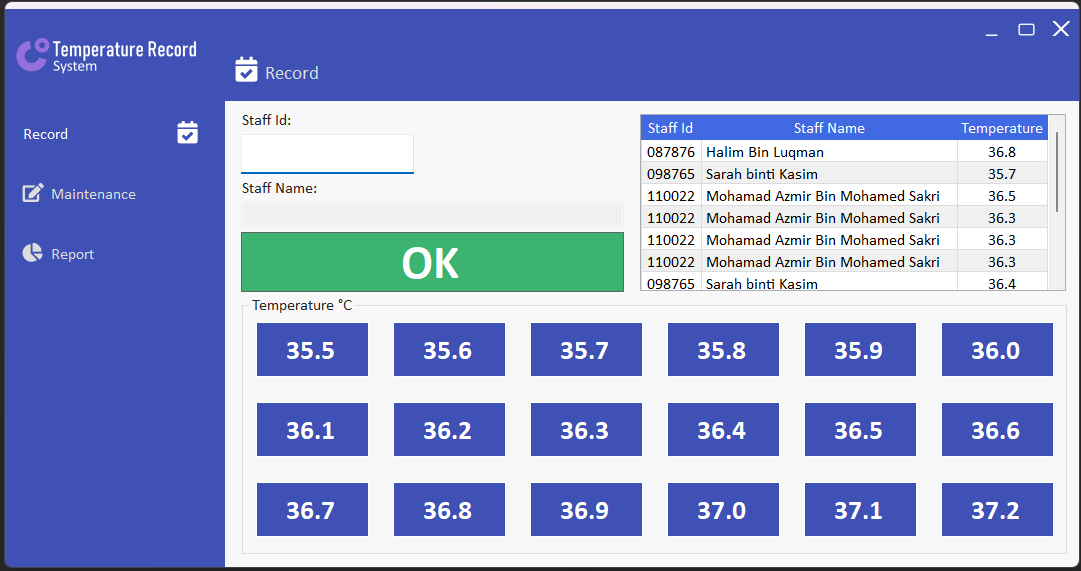 Temperature Record
System
Record
Record
Maintenance
Report
Staff Id:
Staff Name:
OK
Staff Id Staff Name Temperature
087876 Halim Bin Luqman 36.8
098765 Sarah binti Kasim 35.7
110022 Mohamad Azmir Bin Mohamed Sakri 36.5
110022 Mohamad Azmir Bin Mohamed Sakri 36.3
110022 Mohamad Azmir Bin Mohamed Sakri 36.3
110022 Mohamad Azmir Bin Mohamed Sakri 36.3
098765 Sarah binti Kasim 36.4
Temperature °C
35.5 35.6 35.7 35.8 35.9 36.0
36.1 36.2 36.3 36.4 36.5 36.6
36.7 36.8 36.9 37.0 37.1 37.2